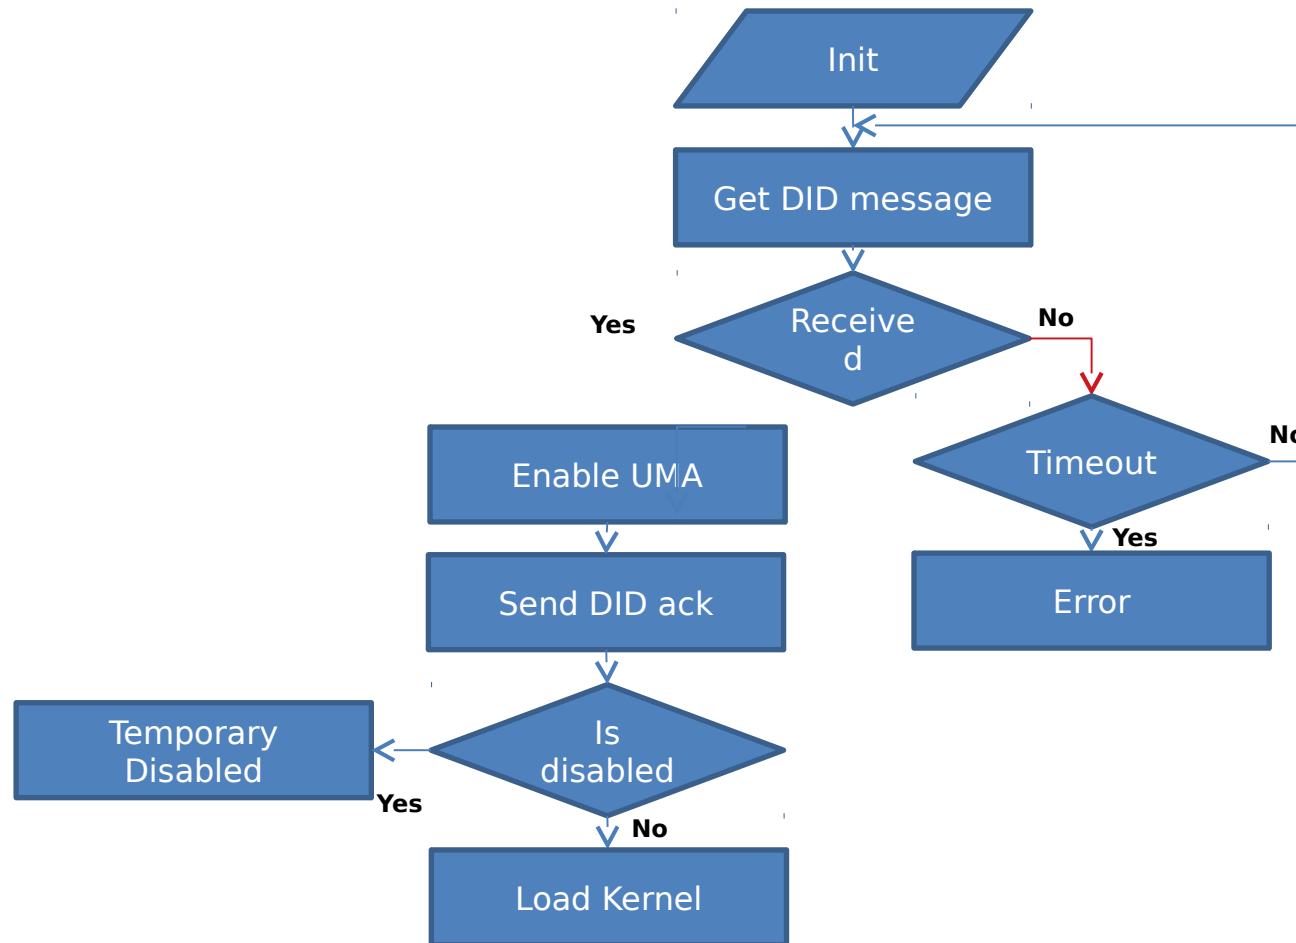 Init
Get DID message
Yes
Receive
d
No
Timeout
No
Enable UMA
Yes
Send DID ack
Error
Temporary
Disabled
Is
disabled
Yes
No
Load Kernel